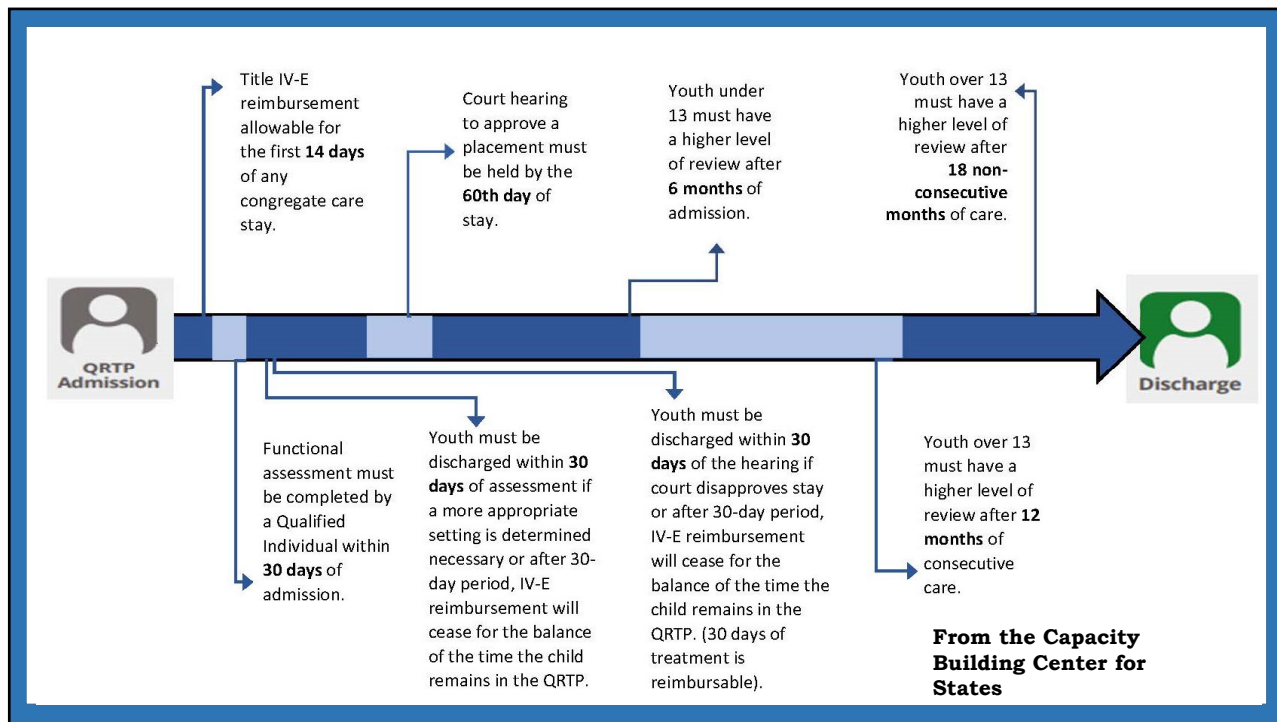 Title IV-E
reimbursement
allowable for
the first 14 days
of any
congregate care
stay.
Court hearing
to approve a
placement must
be held by the
60th day of
stay.
Youth under
13 must have
a higher level
of review after
6 months of
admission.
Youth over 13
must have a
higher level of
review after
18 non-
consecutive
months of care.
QRTP
Admission
Discharge
Functional
assessment must
be completed by
a Qualified
Individual within
30 days of
admission.
Youth must be
discharged within 30
days of assessment if
a more appropriate
setting is determined
necessary or after 30-
day period, IV-E
reimbursement will
cease for the balance
of the time the child
remains in the QRTP.
Youth must be
discharged within 30
days of the hearing if
court disapproves stay
or after 30-day period,
IV-E reimbursement
will cease for the
balance of the time the
child remains in the
QRTP. (30 days of
treatment is
reimbursable).
Youth over 13
must have a
higher level of
review after 12
months of
consecutive
care.
From the Capacity
Building Center for
States